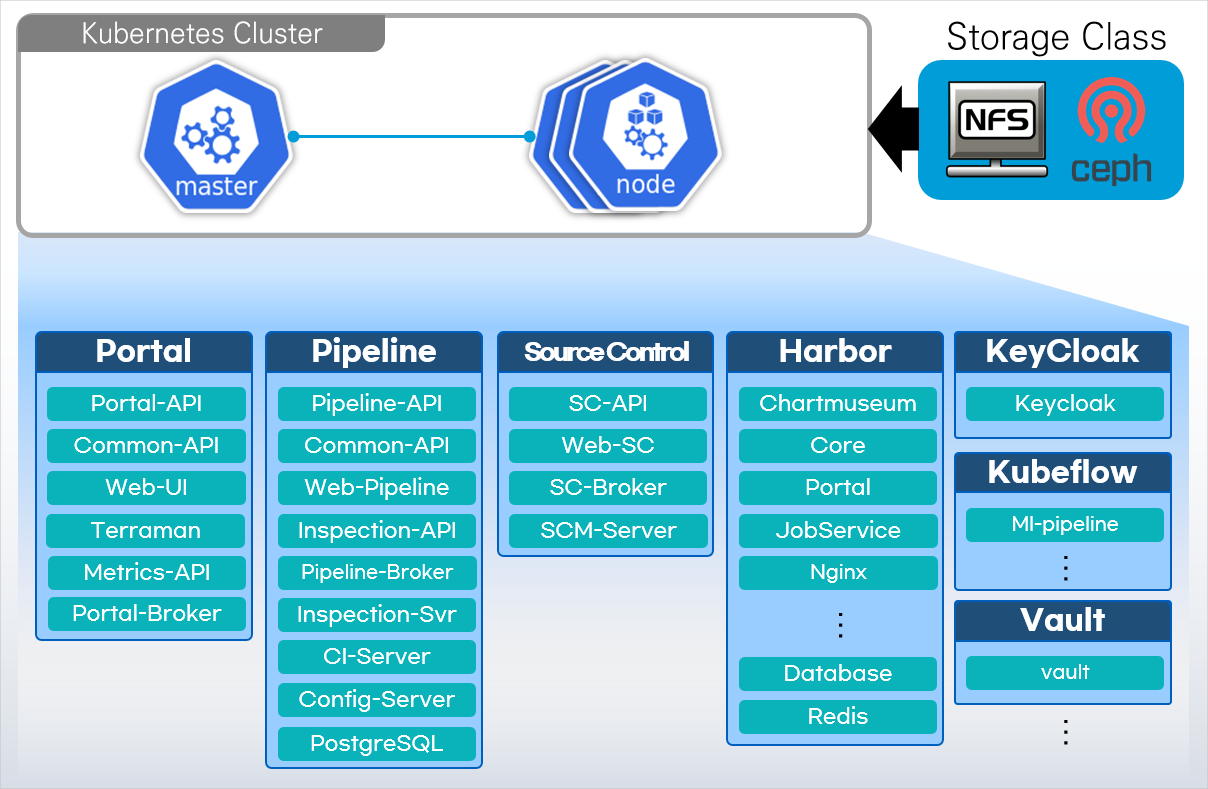 Kubernetes Cluster
Storage Class
master
node
NFS
ceph
Portal
Portal-API
Common-API
Web-UI
Terraman
Metrics-API
Portal-Broker
Pipeline
Pipeline-API
Common-API
Web-Pipeline
Inspection-API
Pipeline-Broker
Inspection-Svr
CI-Server
Config-Server
PostgreSQL
Source Control
SC-API
Web-SC
SC-Broker
SCM-Server
Harbor
Chartmuseum
Core
Portal
JobService
Nginx
⋮
Database
Redis
KeyCloak
Keycloak
Kubeflow
Ml-pipeline
⋮
Vault
vault
⋮